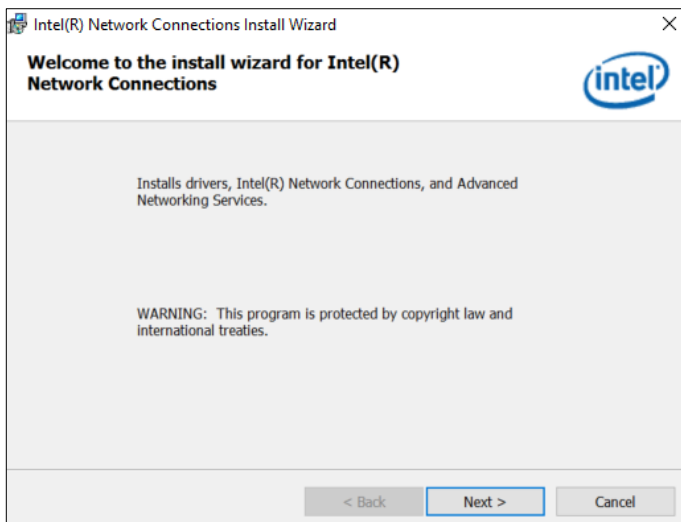 Intel(R) Network Connections Install Wizard
Welcome to the install wizard for Intel(R)
Network Connections
intel
Installs drivers, Intel(R) Network Connections, and Advanced
Networking Services.
WARNING: This program is protected by copyright law and
international treaties.
< Back
Next >
Cancel